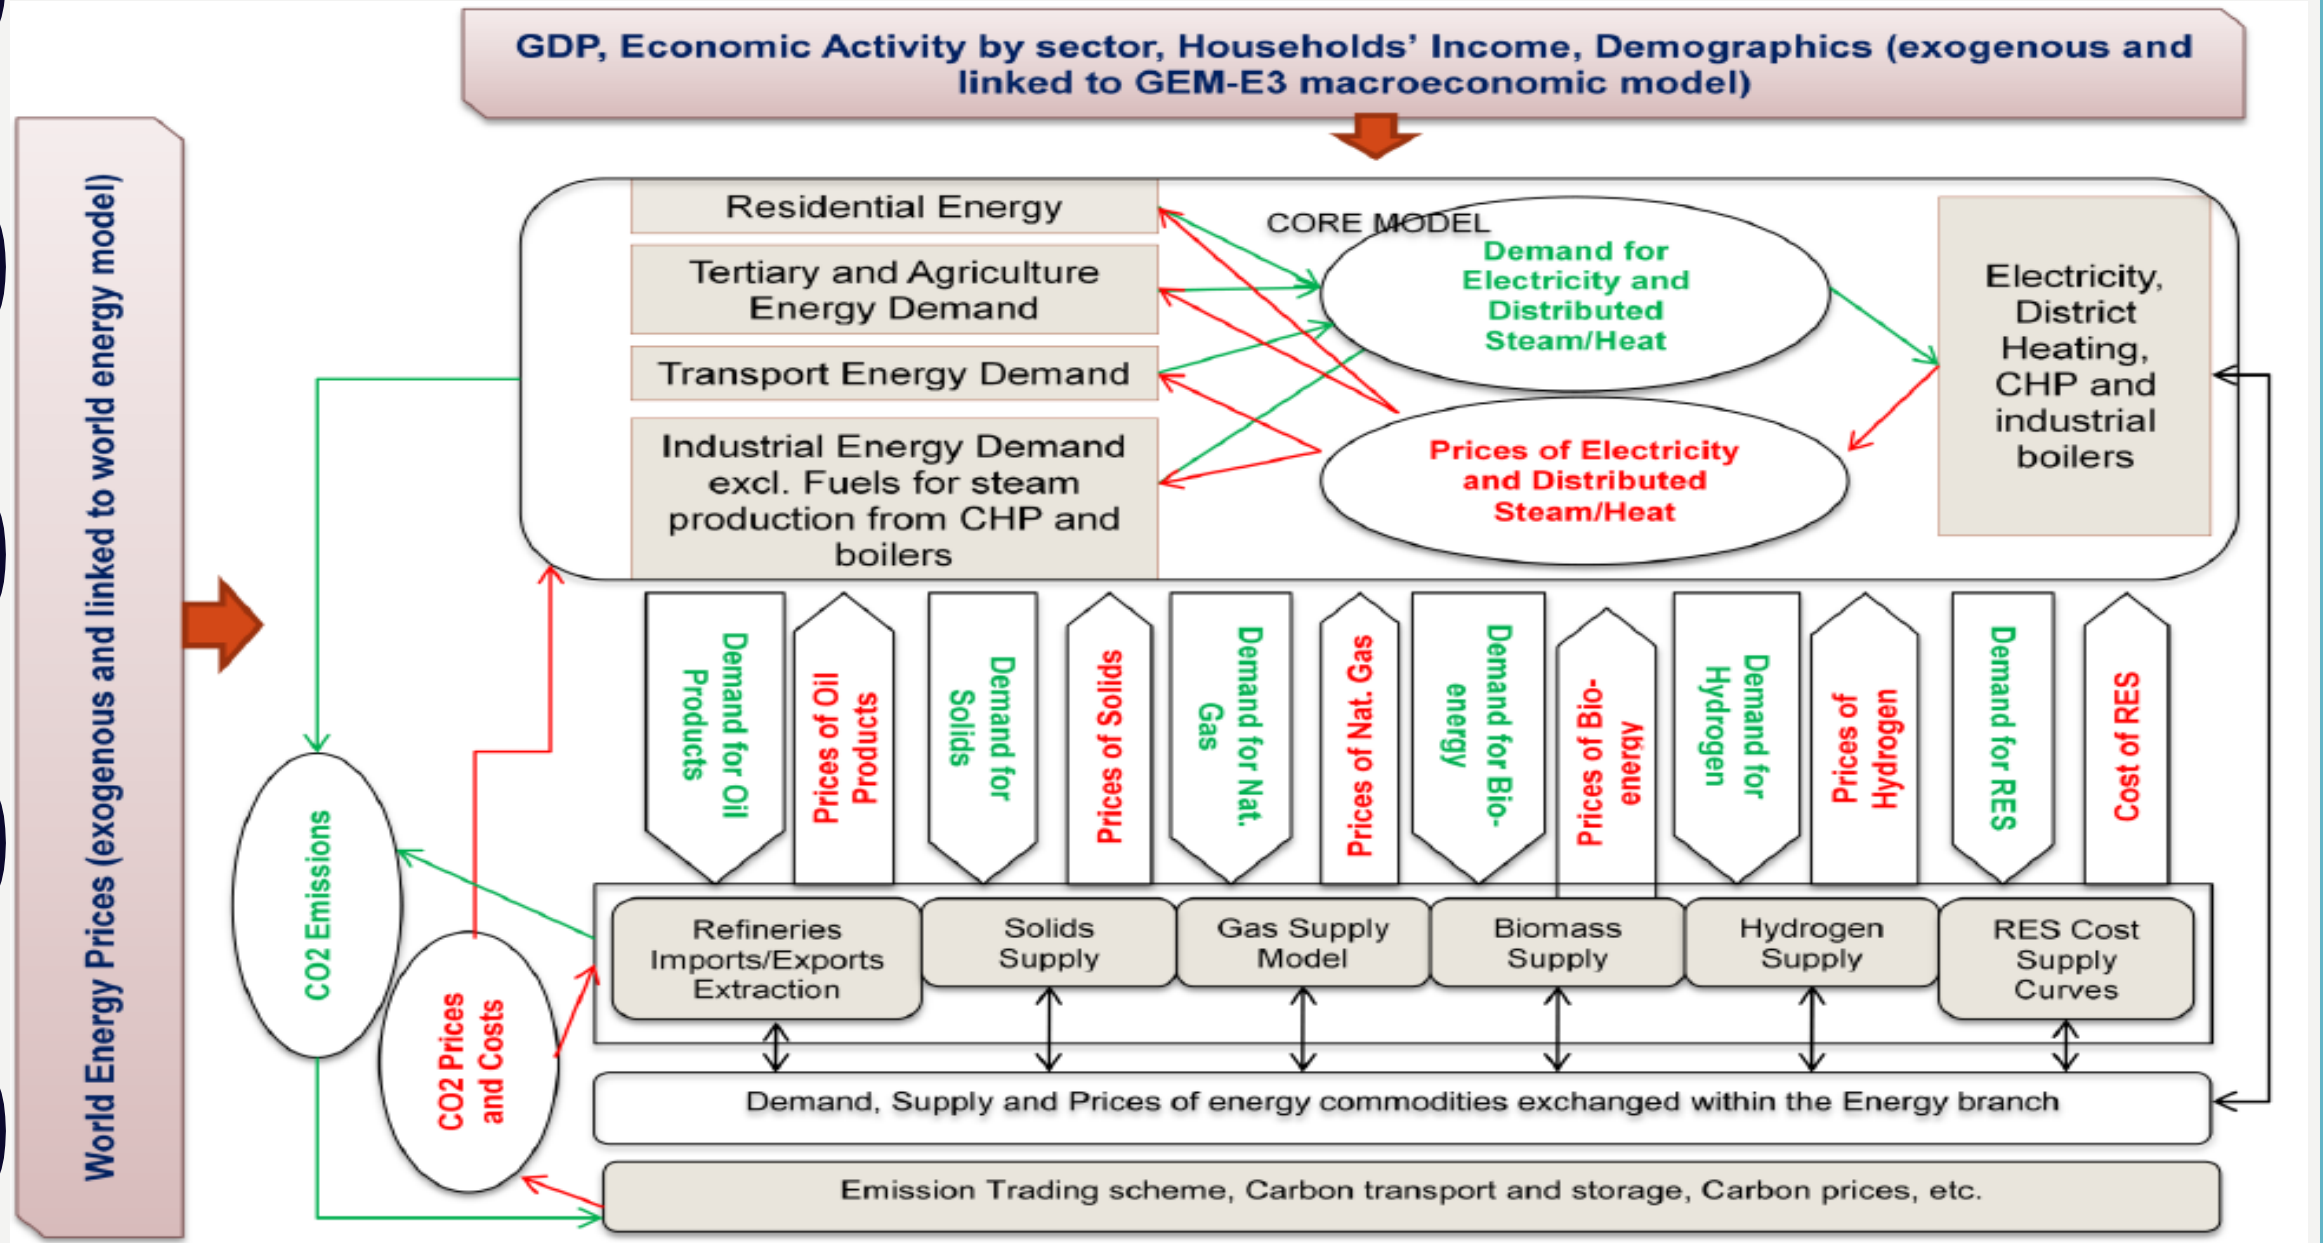 GDP, Economic Activity by sector, Households’ Income, Demographics (exogenous and
linked to GEM-E3 macroeconomic model)
World Energy Prices (exogenous and linked to world energy model)
CORE MODEL
Residential Energy
Tertiary and Agriculture
Energy Demand
Transport Energy Demand
Industrial Energy Demand
excl. Fuels for steam
production from CHP and
boilers
Demand for
Electricity and
Distributed
Steam/Heat
Prices of Electricity
and Distributed
Steam/Heat
Electricity,
District
Heating,
CHP and
industrial
boilers
Demand for Oil
Products
Prices of Oil
Products
Demand for
Solids
Prices of Solids
Demand for Nat.
Gas
Prices of Nat. Gas
Demand for Bio-
energy
Prices of Bio-
energy
Demand for
Hydrogen
Prices of
Hydrogen
Demand for RES
Cost of RES
CO2 Emissions
CO2 Prices
and Costs
Refineries
Imports/Exports
Extraction
Solids
Supply
Gas Supply
Model
Biomass
Supply
Hydrogen
Supply
RES Cost
Supply
Curves
Demand, Supply and Prices of energy commodities exchanged within the Energy branch
Emission Trading scheme, Carbon transport and storage, Carbon prices, etc.